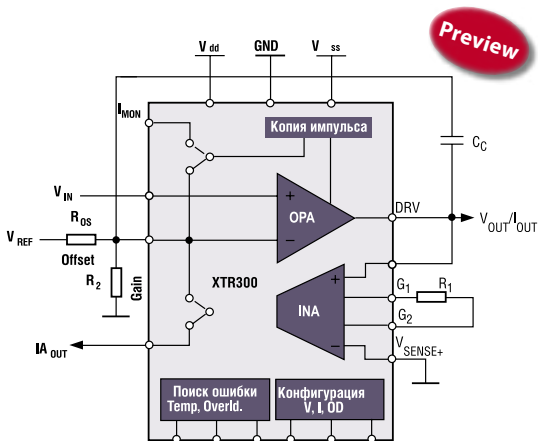 Preview
V dd
GND
V ss
I MON
Копия импульса
C C
V IN
+
OPA
DRV
R OS
V REF
−
V OUT/I OUT
Offset
R 2
Gain
XTR300
+
G 1
R 1
INA
G 2
IA OUT
−
V SENSE+
Поиск ошибки
Temp, Overld.
Конфигурация
V, I, OD